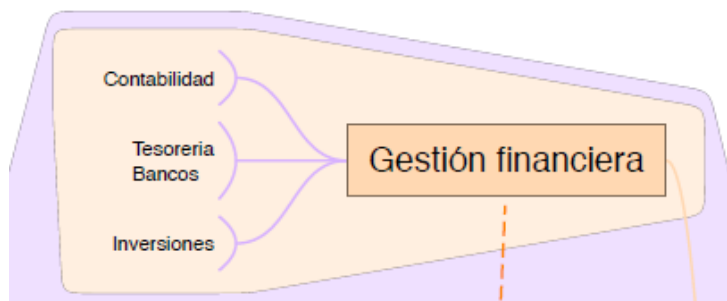 Contabilidad
Tesoreria
Bancos
Inversiones
Gestión financiera